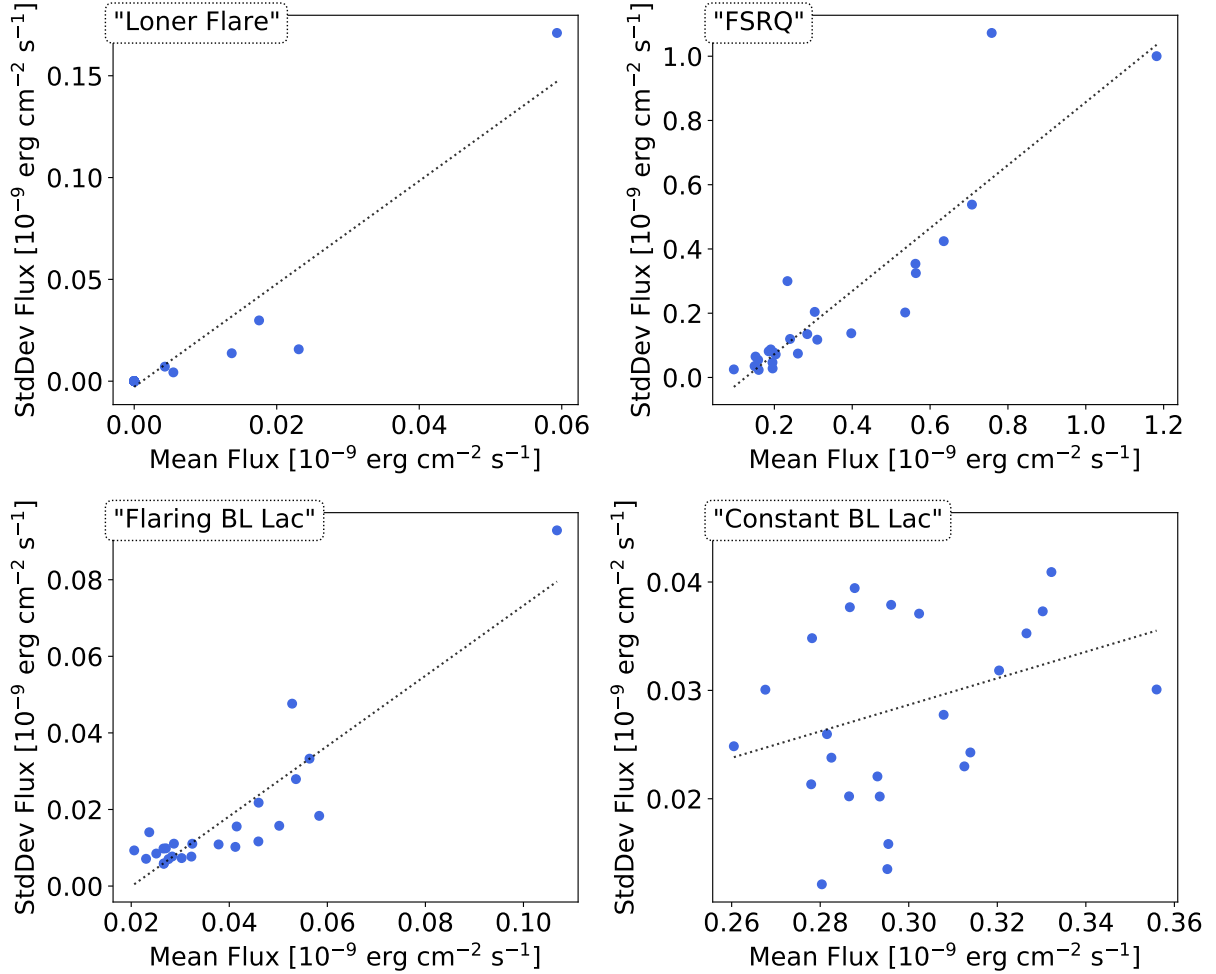 "Loner Flare"
StdDev Flux [10⁻⁹ erg cm⁻² s⁻¹]
0.15
0.10
0.05
0.00
0.00 0.02 0.04 0.06
Mean Flux [10⁻⁹ erg cm⁻² s⁻¹]
"FSRQ"
StdDev Flux [10⁻⁹ erg cm⁻² s⁻¹]
1.0
0.8
0.6
0.4
0.2
0.0
0.2 0.4 0.6 0.8 1.0 1.2
Mean Flux [10⁻⁹ erg cm⁻² s⁻¹]
"Flaring BL Lac"
StdDev Flux [10⁻⁹ erg cm⁻² s⁻¹]
0.08
0.06
0.04
0.02
0.00
0.02 0.04 0.06 0.08 0.10
Mean Flux [10⁻⁹ erg cm⁻² s⁻¹]
"Constant BL Lac"
StdDev Flux [10⁻⁹ erg cm⁻² s⁻¹]
0.04
0.03
0.02
0.26 0.28 0.30 0.32 0.34 0.36
Mean Flux [10⁻⁹ erg cm⁻² s⁻¹]